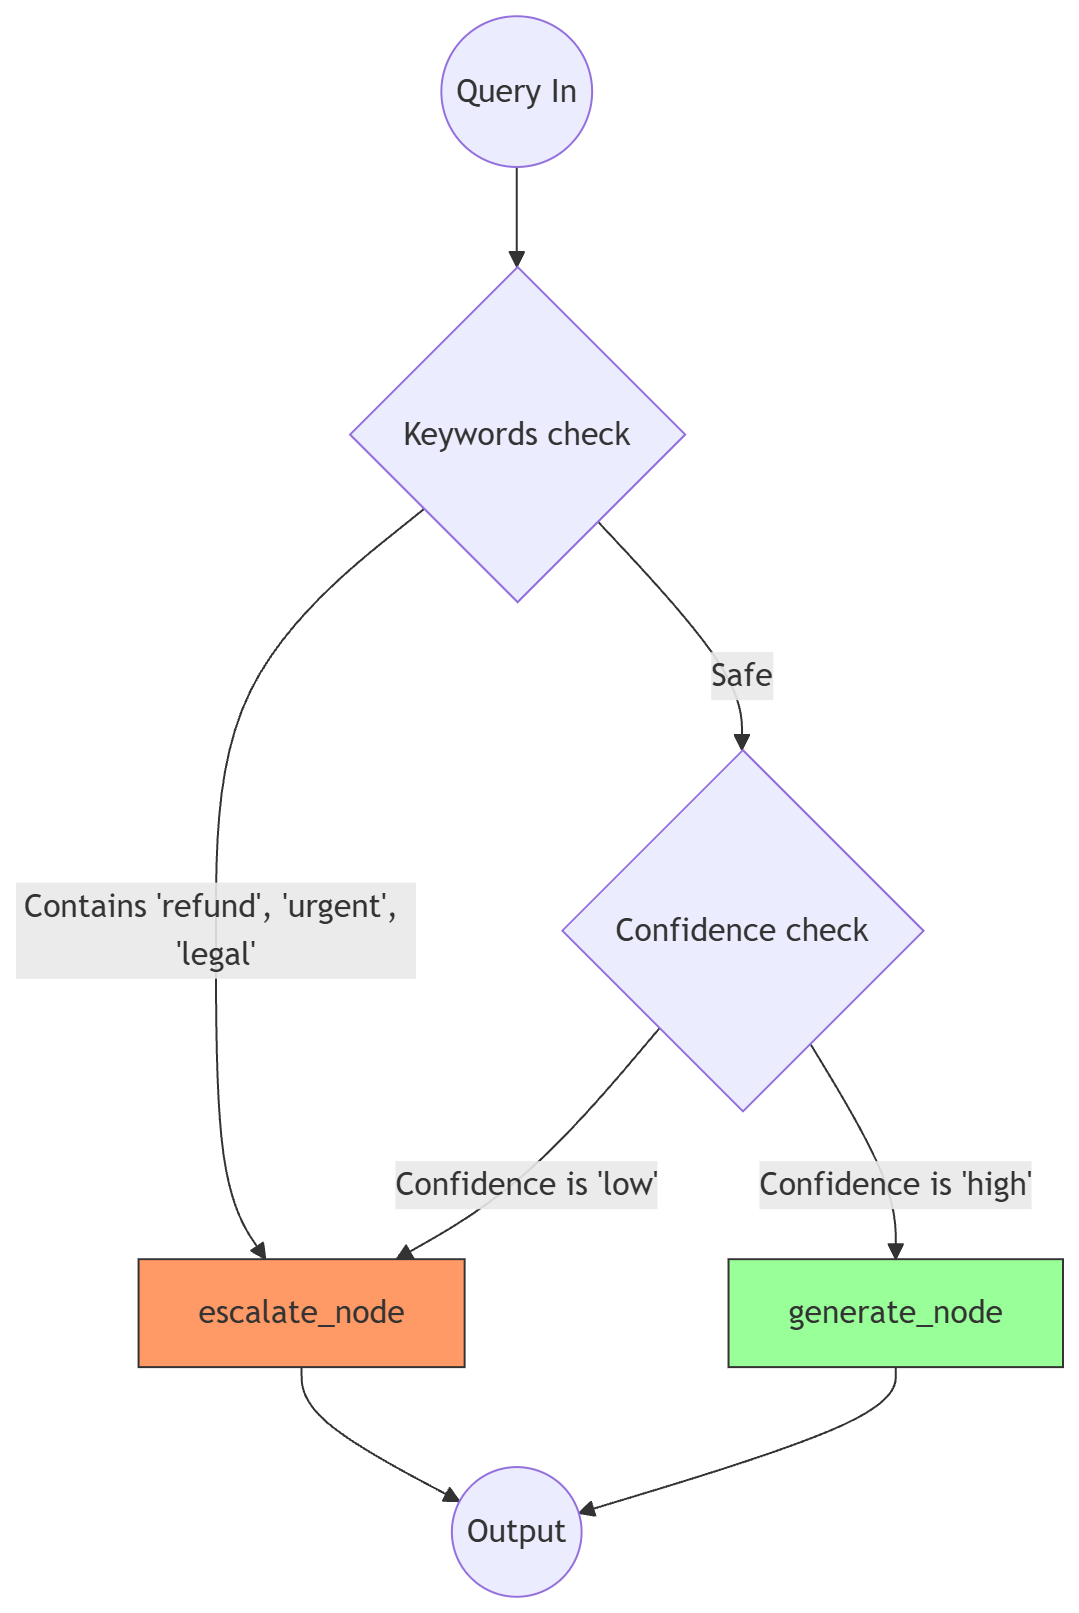 Query In
Keywords check
Safe
Contains 'refund', 'urgent',
'legal'
Confidence check
Confidence is 'low'
Confidence is 'high'
escalate_node
generate_node
Output